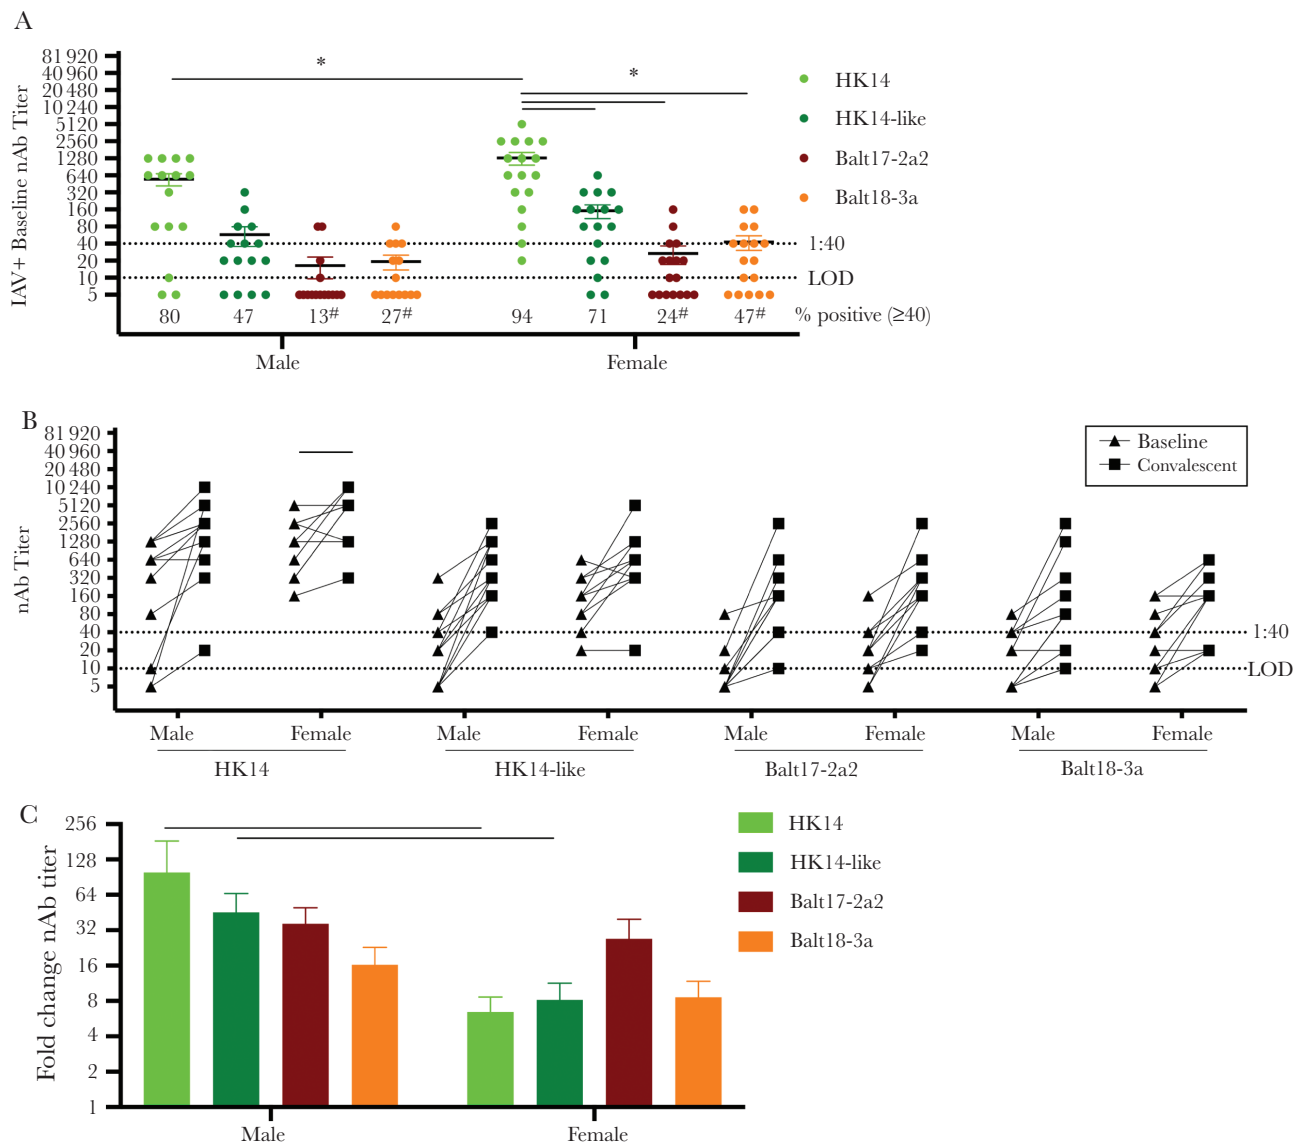 A
IAV+ Baseline nAb Titer
81 920
40 960
20 480
10 240
5120
2560
1280
640
320
160
80
40
20
10
5
*
*
HK14
HK14-like
Balt17-2a2
Balt18-3a
1:40
LOD
80 47 13# 27# 94 71 24# 47# % positive (≥40)
Male Female
B
nAb Titer
81 920
40 960
20 480
10 240
5120
2560
1280
640
320
160
80
40
20
10
5
Baseline
Convalescent
1:40
LOD
Male Female Male Female Male Female Male Female
HK14 HK14-like Balt17-2a2 Balt18-3a
C
Fold change nAb titer
256
128
64
32
16
8
4
2
1
HK14
HK14-like
Balt17-2a2
Balt18-3a
Male Female